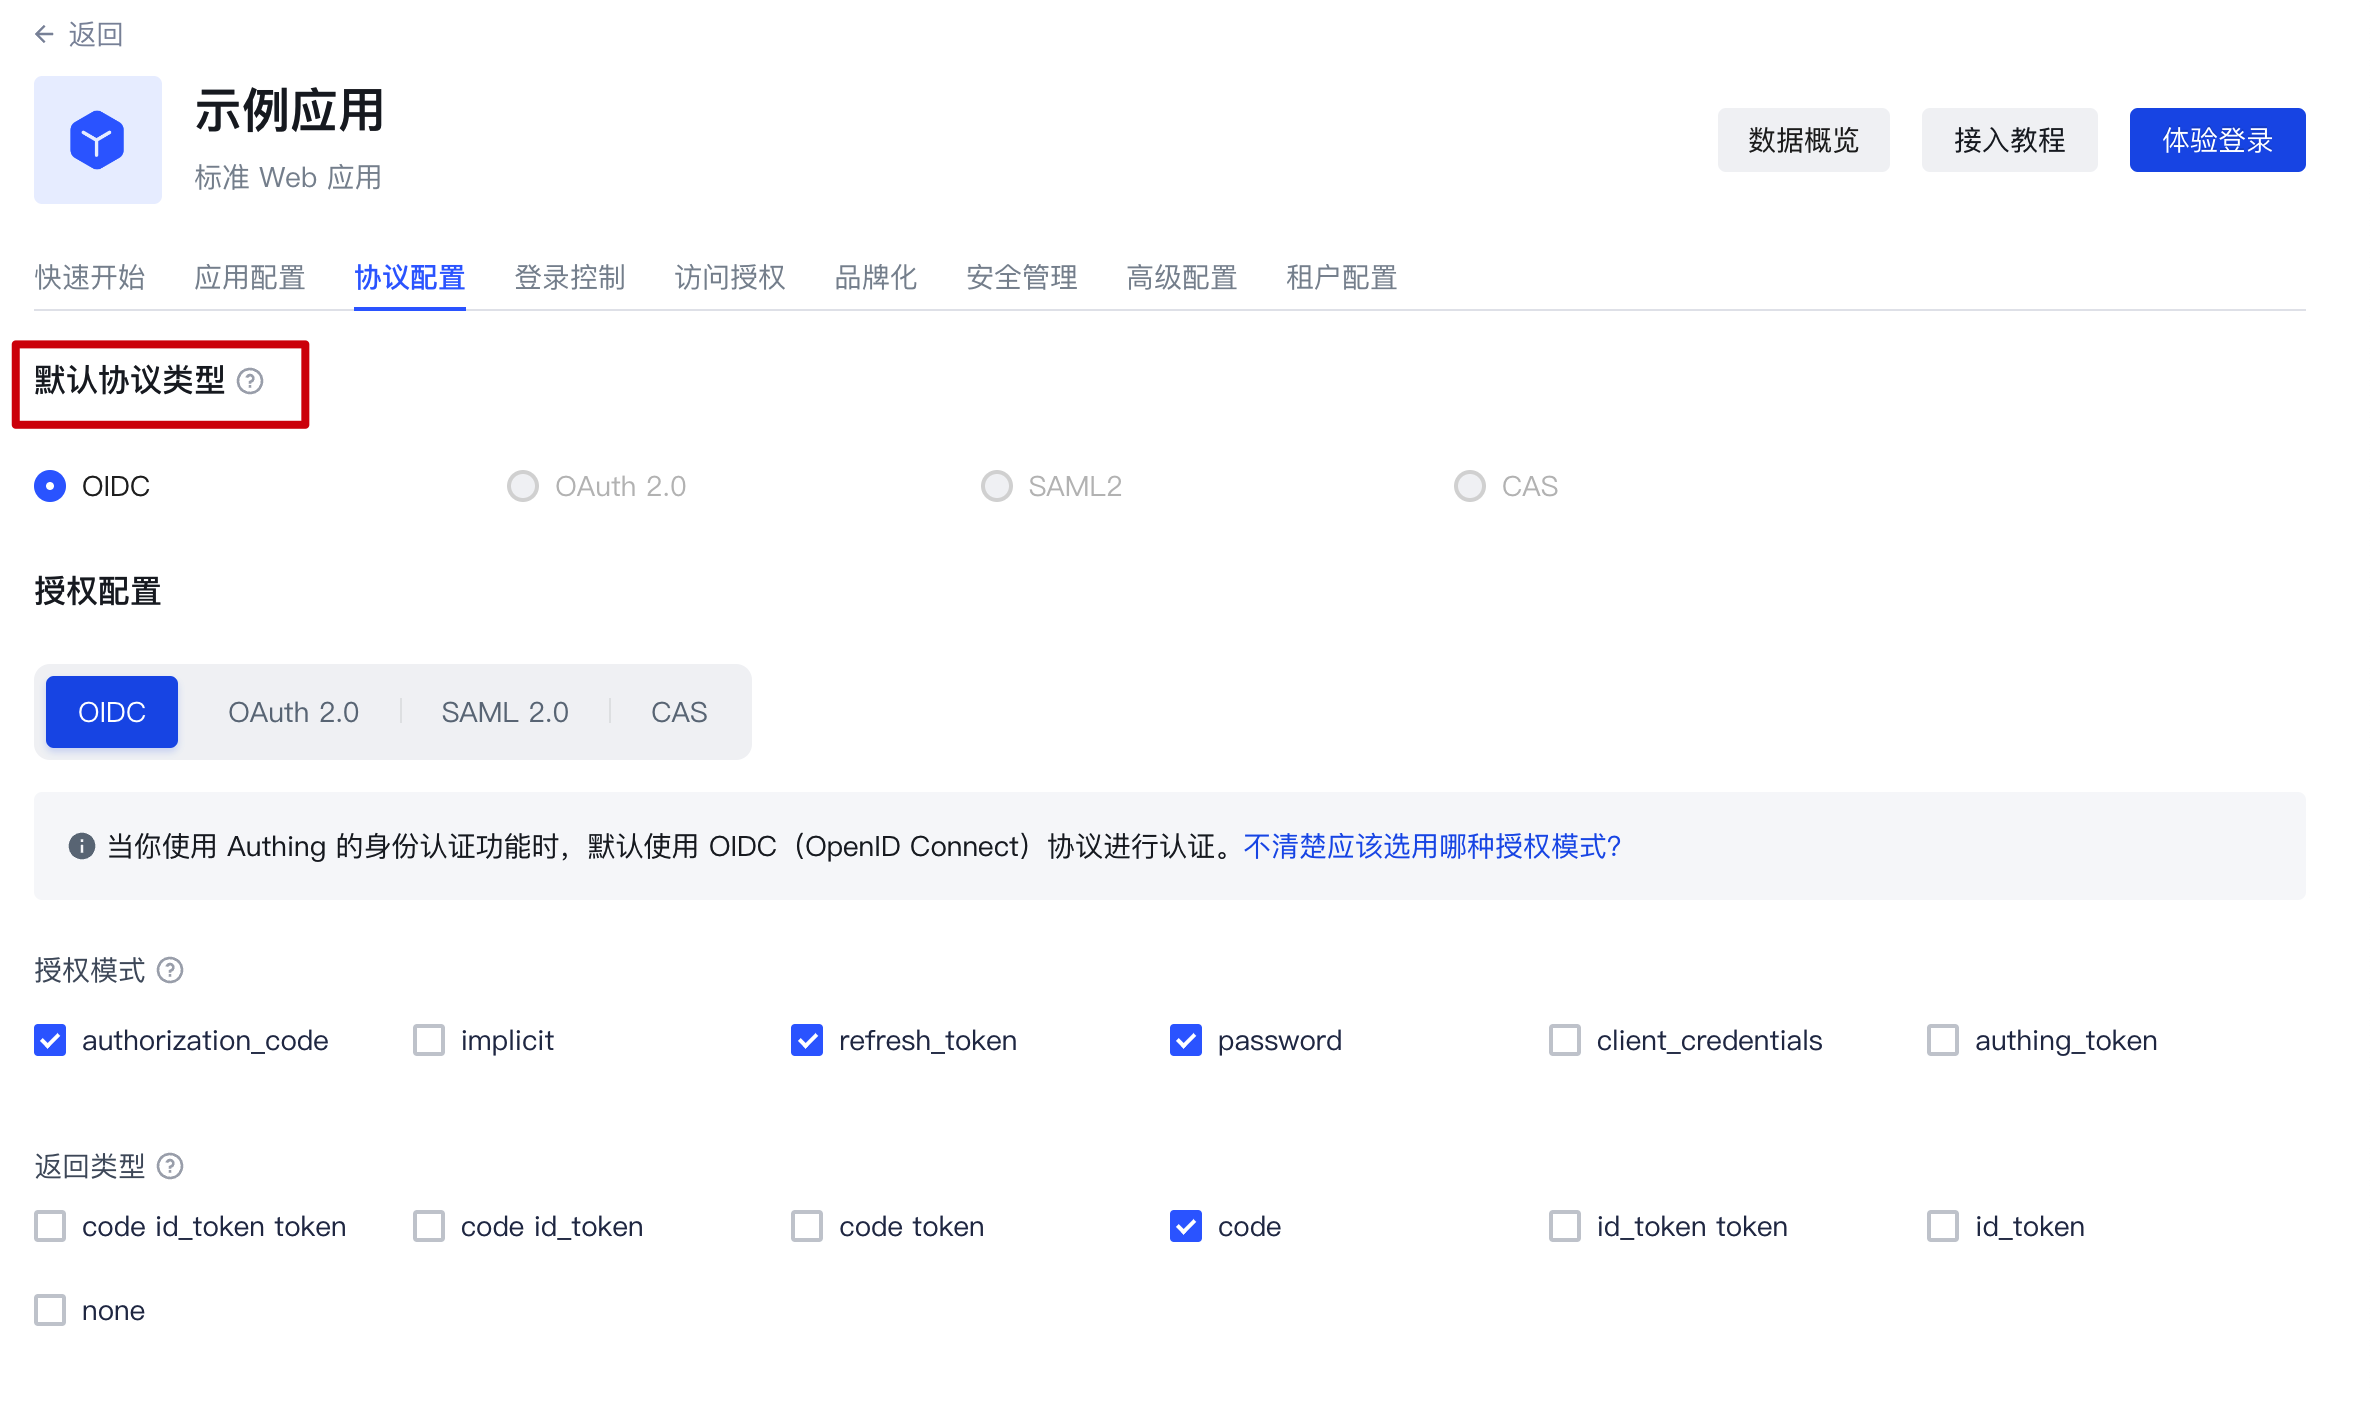 返回
示例应用
标准 Web 应用
数据概览 接入教程 体验登录
快速开始 应用配置 协议配置 登录控制 访问授权 品牌化 安全管理 高级配置 租户配置
默认协议类型
OIDC OAuth 2.0 SAML2 CAS
授权配置
OIDC OAuth 2.0 SAML 2.0 CAS
当你使用 Authing 的身份认证功能时，默认使用 OIDC（OpenID Connect）协议进行认证。不清楚应该选用哪种授权模式?
授权模式
authorization_code implicit refresh_token password client_credentials authing_token
返回类型
code id_token token code id_token code token code id_token token id_token
none